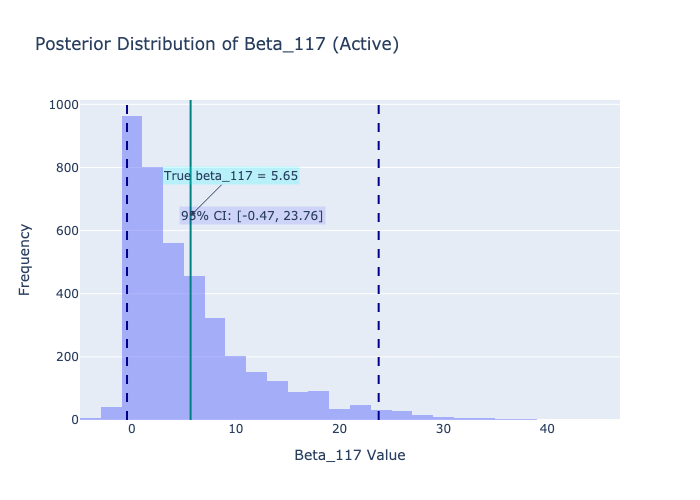 Posterior Distribution of Beta_117 (Active)
1000
800
600
400
200
0
Frequency
True beta_117 = 5.65
95% CI: [-0.47, 23.76]
0
10
20
30
40
Beta_117 Value